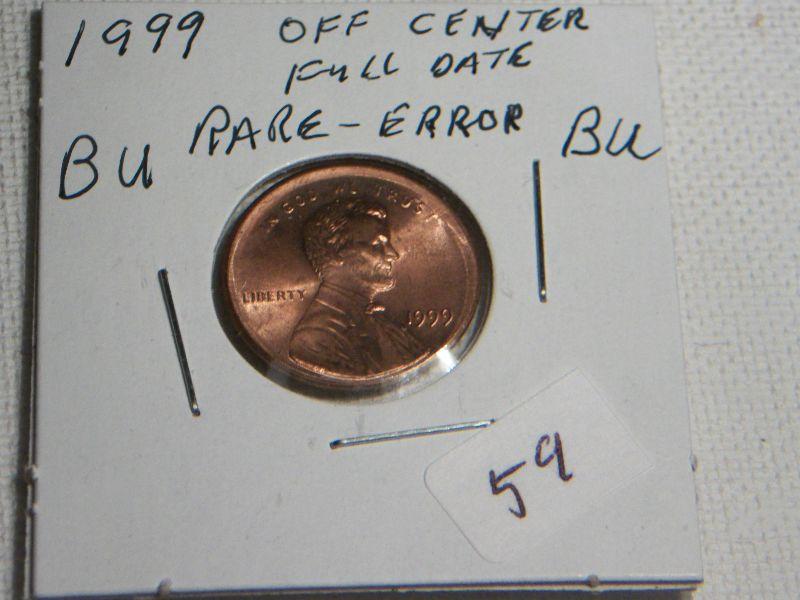 1999 OFF CENTER
FULL DATE
BU RARE-ERROR BU
IN GOD WE TRUST
LIBERTY
1999
59